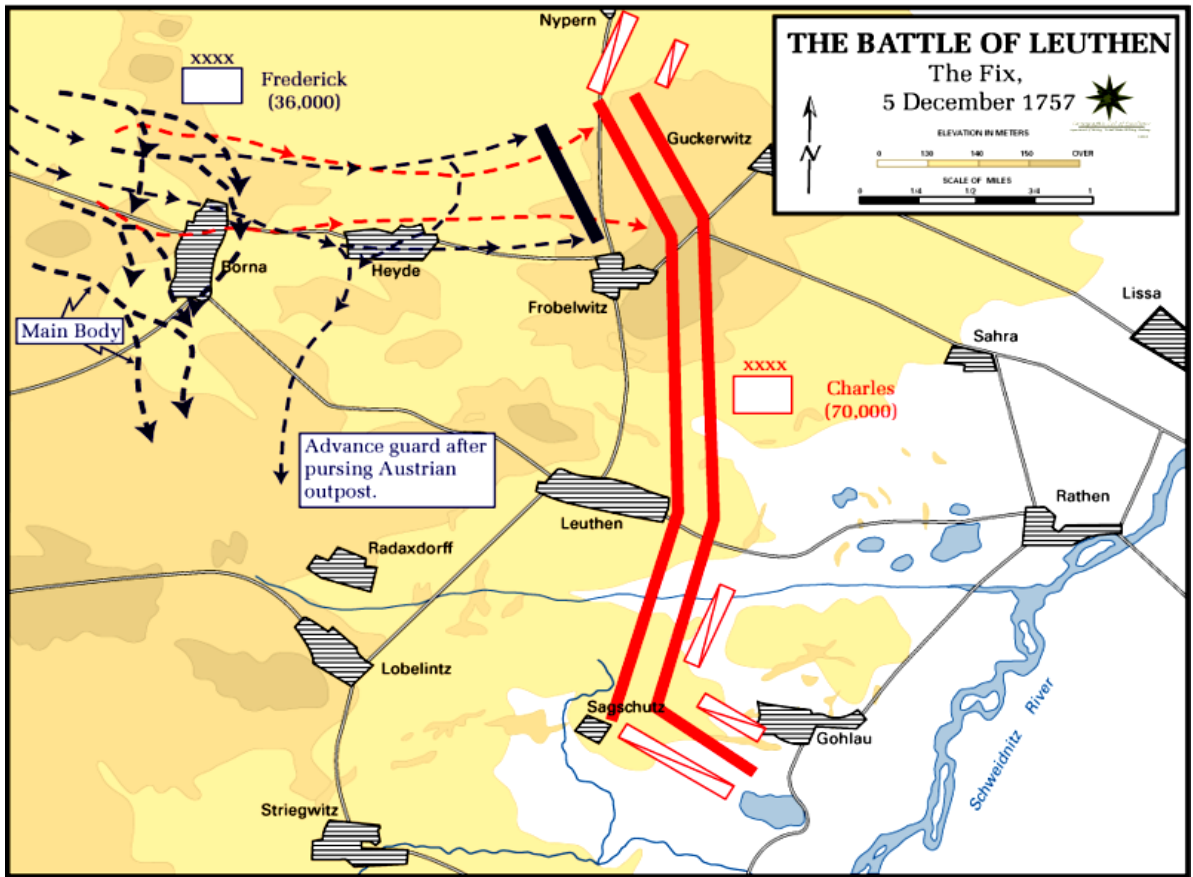 Nypern
xxxx
Frederick
(36,000)
THE BATTLE OF LEUTHEN
The Fix,
5 December 1757
N
ELEVATION IN METERS
0 130 140 150 OVER
SCALE OF MILES
0 1/4 1/2 3/4 1
Guckerwitz
Borna
Heyde
Frobelwitz
Lissa
Sahra
Main Body
xxxx
Charles
(70,000)
Advance guard after
pursing Austrian
outpost.
Leuthen
Rathen
Radaxdorff
Lobelintz
Sagschutz
Gohlau
Schweidnitz River
Striegwitz